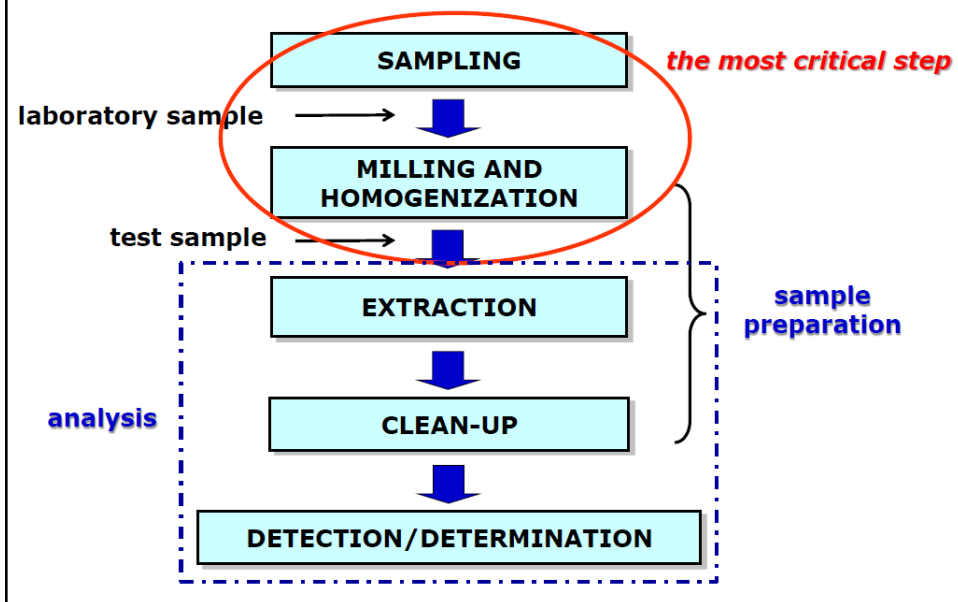 SAMPLING
the most critical step
laboratory sample
MILLING AND
HOMOGENIZATION
test sample
EXTRACTION
sample
preparation
analysis
CLEAN-UP
DETECTION/DETERMINATION